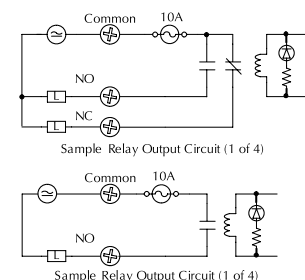 Common 10A
NO
L
NC
L
Sample Relay Output Circuit (1 of 4)
Common 10A
NO
L
Sample Relay Output Circuit (1 of 4)